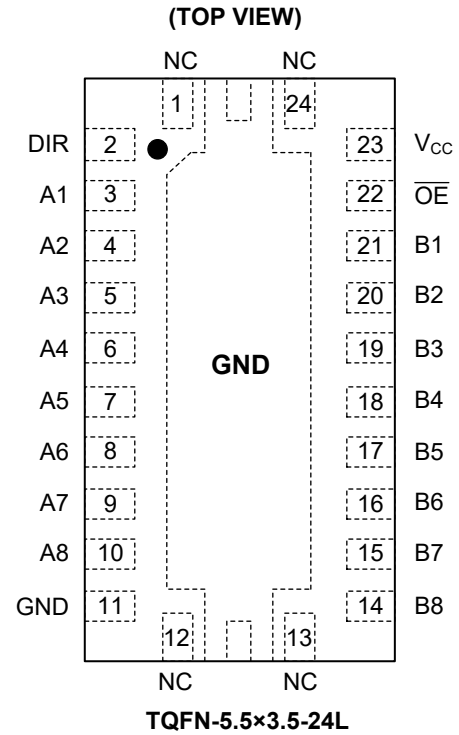 (TOP VIEW)
NC NC
1 24
DIR 2 23 VCC
A1 3 22 O̅E̅
A2 4 21 B1
A3 5 20 B2
A4 6 19 B3
GND
A5 7 18 B4
A6 8 17 B5
A7 9 16 B6
A8 10 15 B7
GND 11 14 B8
12 13
NC NC
TQFN-5.5×3.5-24L